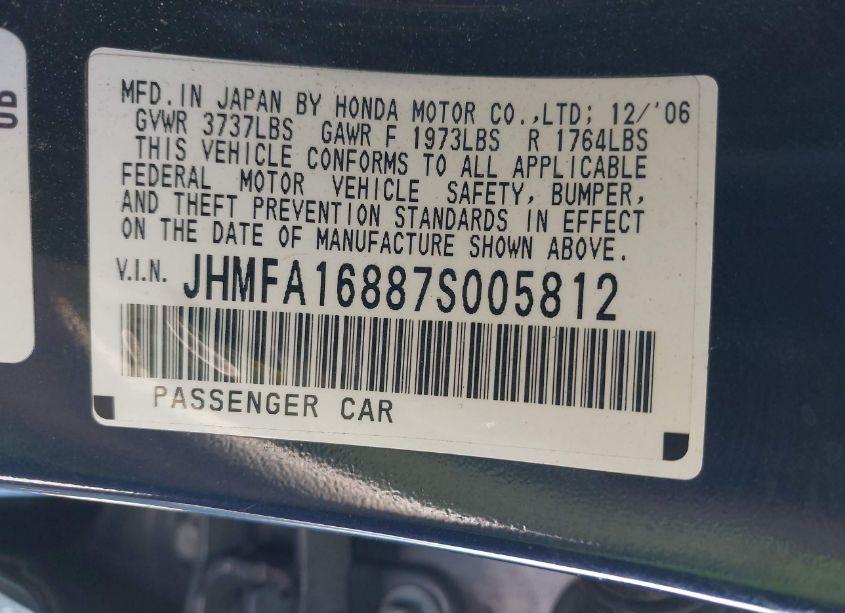 MFD. IN JAPAN BY HONDA MOTOR CO.,LTD; 12/'06
GVWR 3737LBS GAWR F 1973LBS R 1764LBS
THIS VEHICLE CONFORMS TO ALL APPLICABLE
FEDERAL MOTOR VEHICLE SAFETY, BUMPER,
AND THEFT PREVENTION STANDARDS IN EFFECT
ON THE DATE OF MANUFACTURE SHOWN ABOVE.
V.I.N. JHMFA16887S005812
PASSENGER CAR